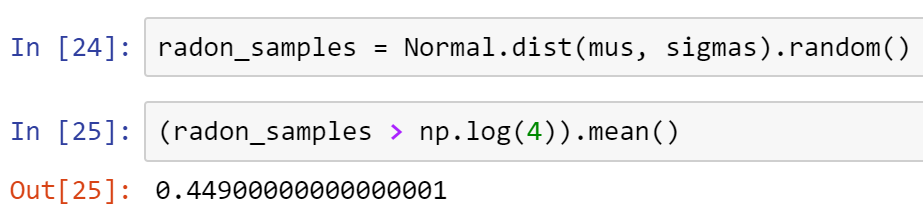 In [24]: radon_samples = Normal.dist(mus, sigmas).random()
In [25]: (radon_samples > np.log(4)).mean()
Out[25]: 0.44900000000000001